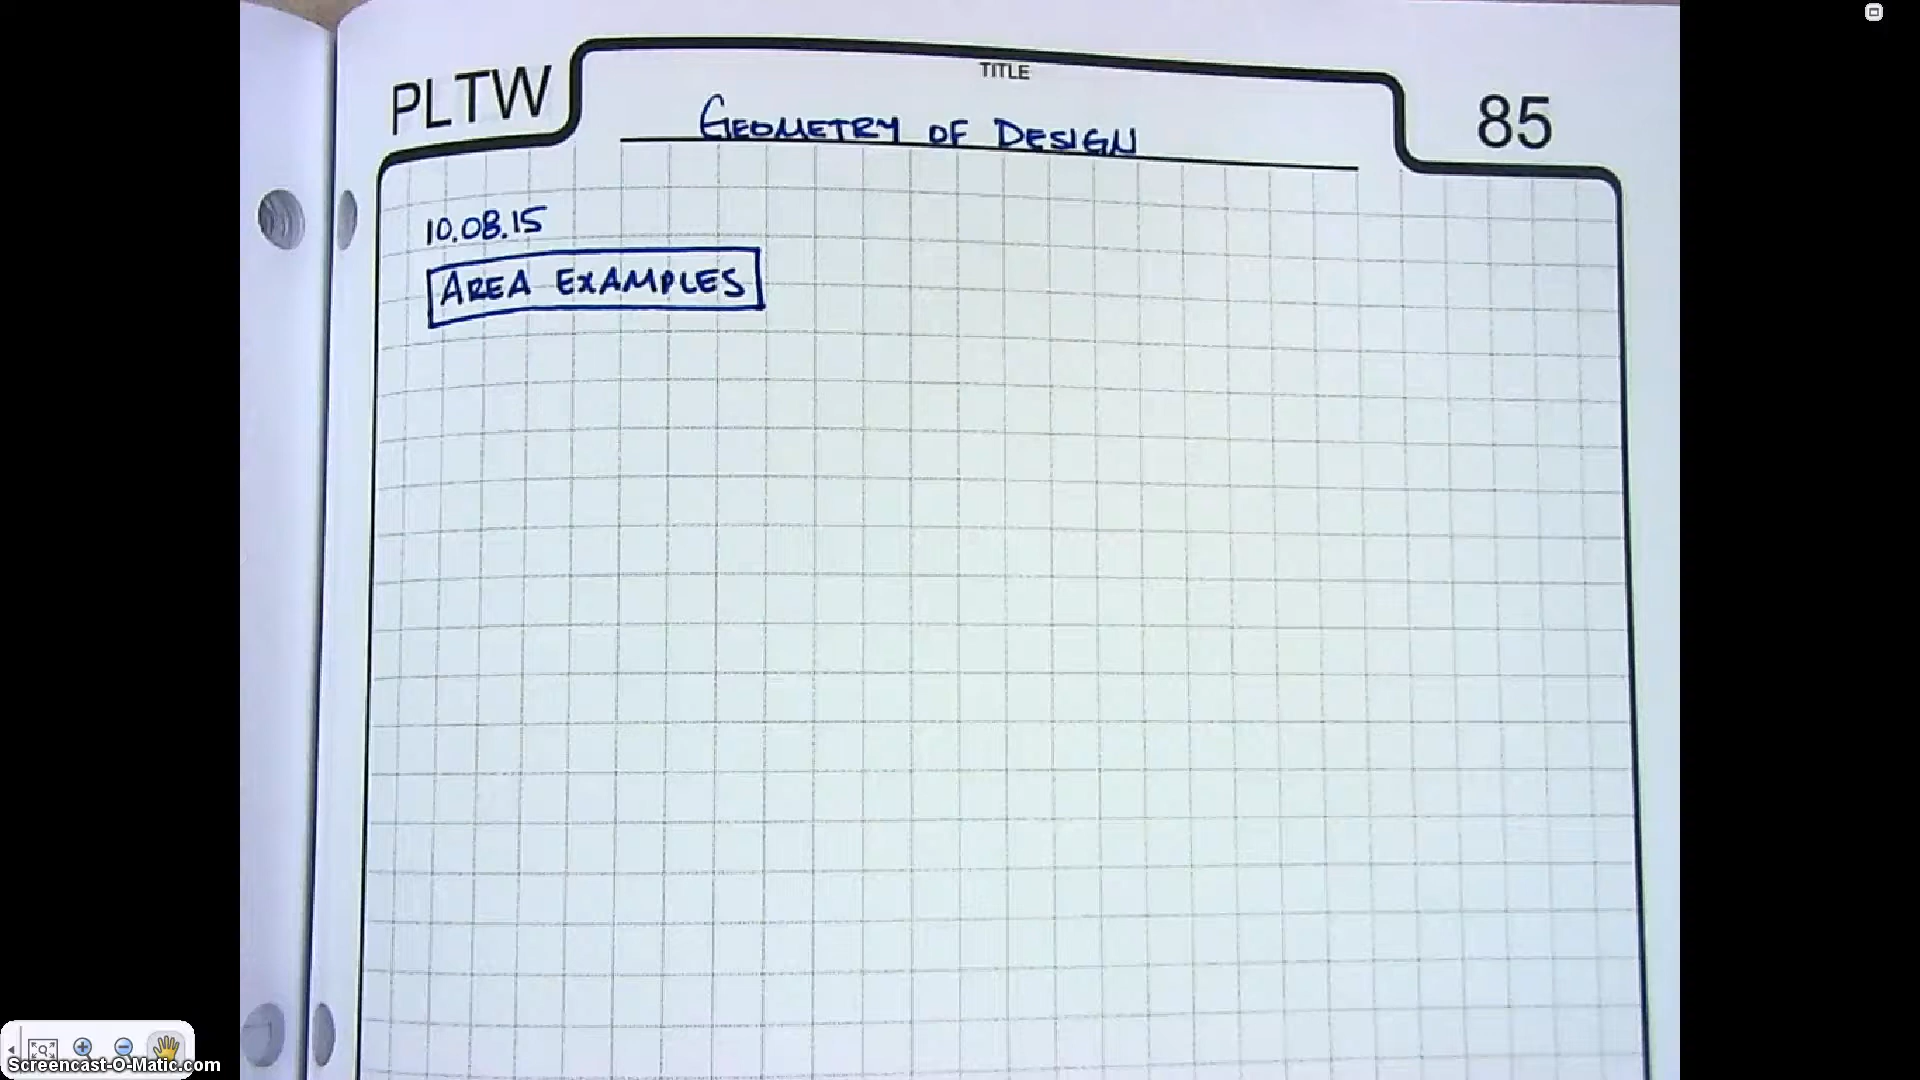 TITLE
PLTW
GEOMETRY OF DESIGN
85
10.08.15
AREA EXAMPLES
Screencast-O-Matic.com